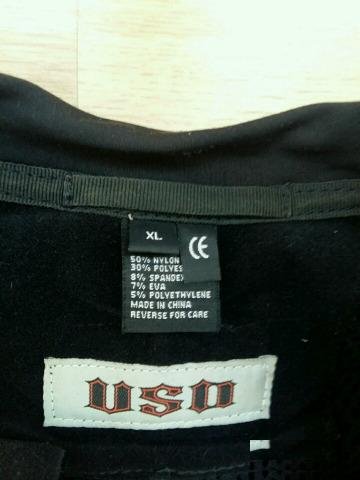 XL
CE
50% NYLON
30% POLYES
8% SPANDEX
7% EVA
5% POLYETHYLENE
MADE IN CHINA
REVERSE FOR CARE
USD